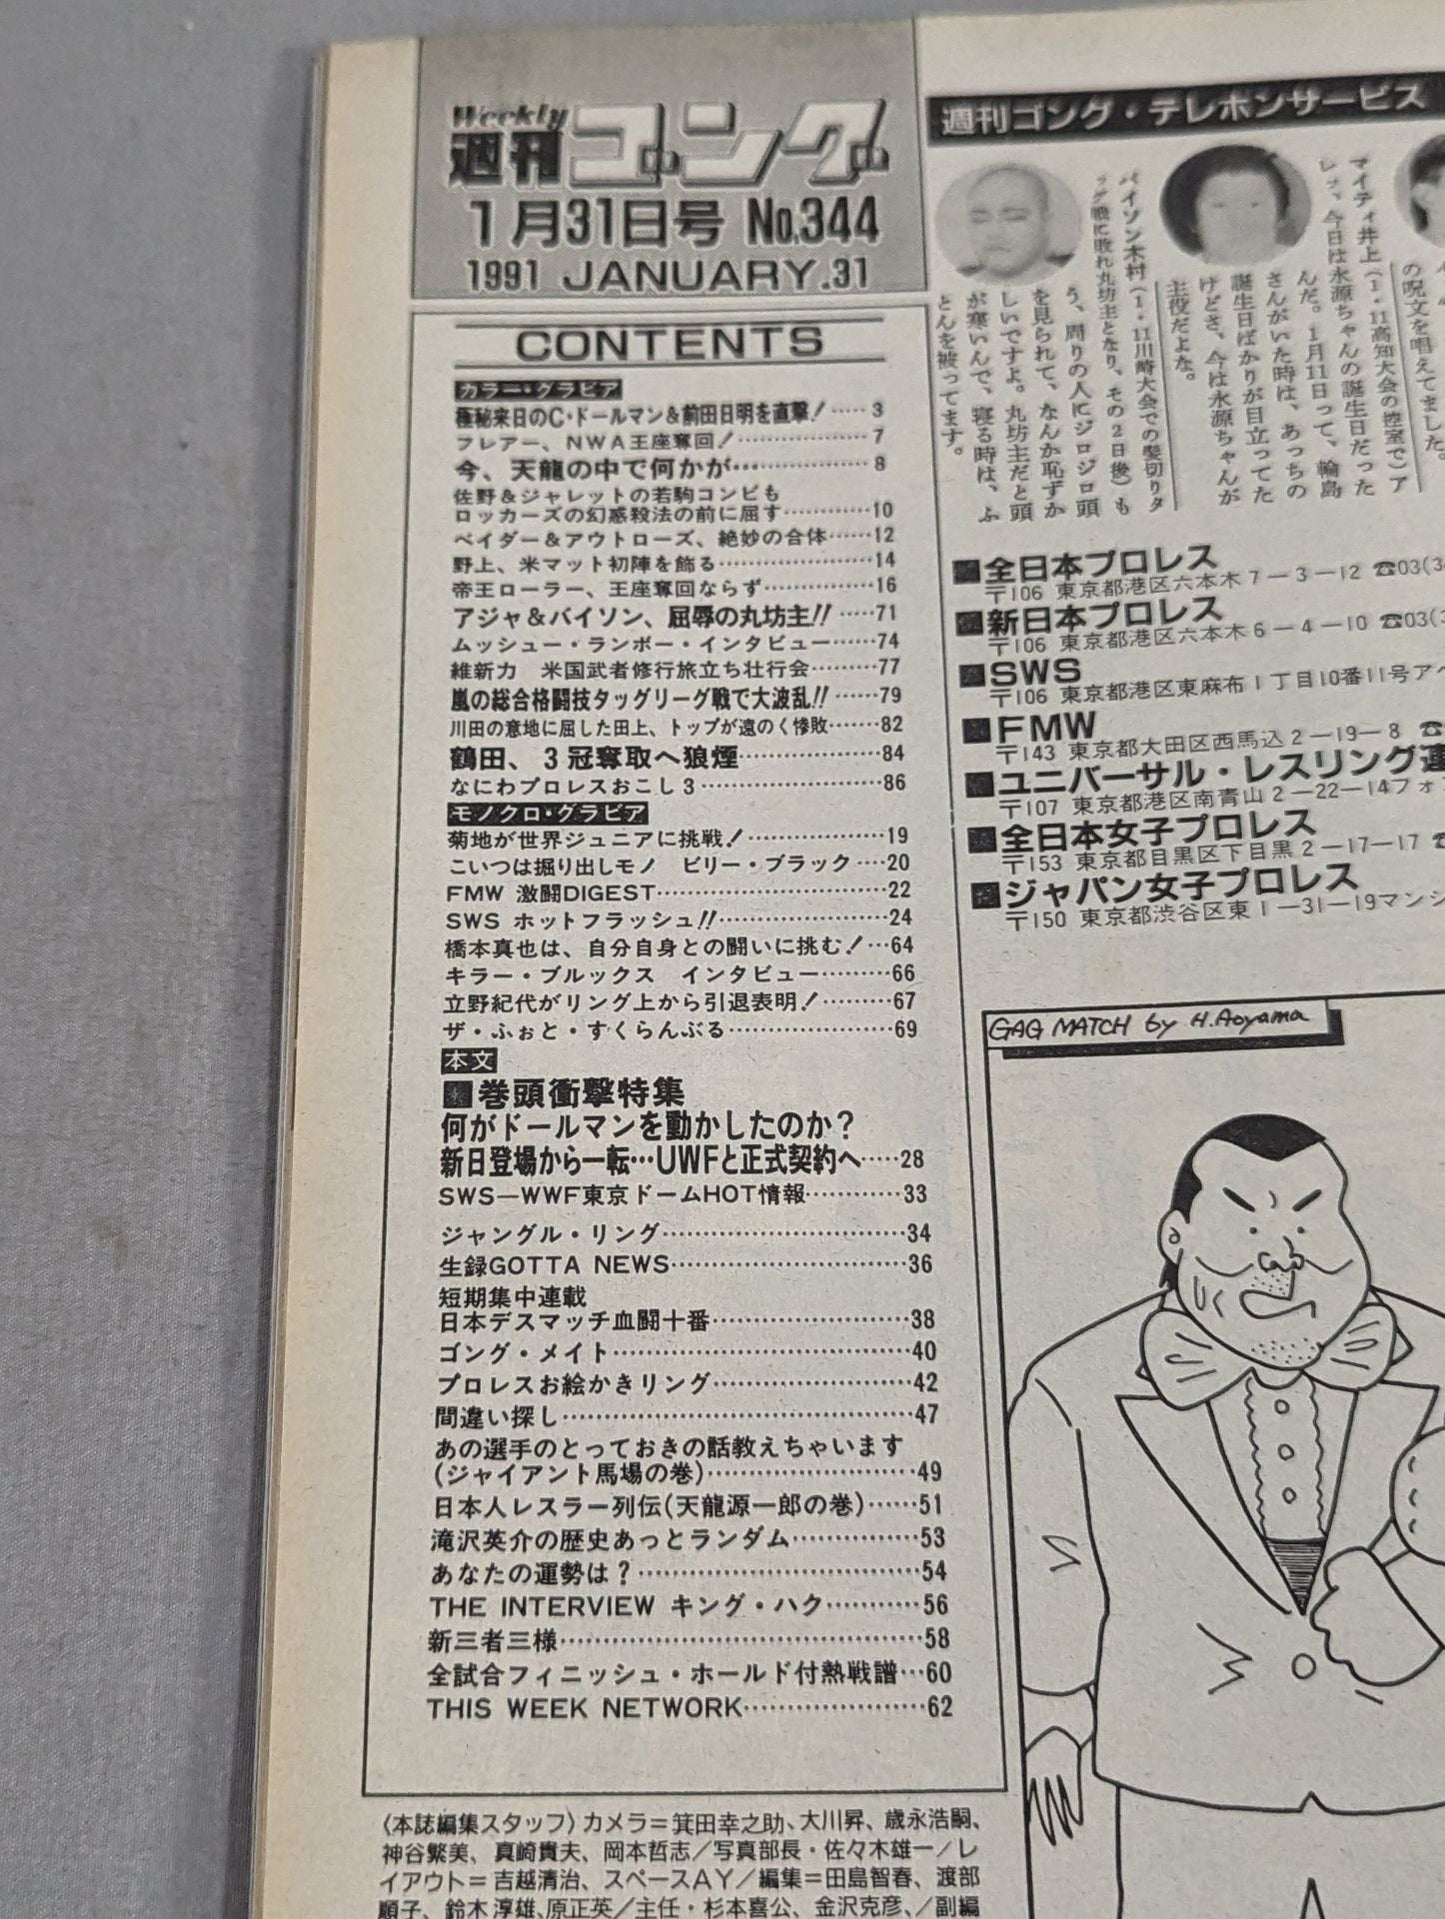 Weekly
週刊ゴング
1月31日号 No.344
1991 JANUARY.31
CONTENTS
カラー・グラビア
極秘来日のC・ドールマン&前田日明を直撃!……3
フレアー、NWA王座奪回!………………7
今、天龍の中で何かが…………………8
佐野&ジャレットの若駒コンビも
ロッカーズの幻惑殺法の前に屈す…………10
ベイダー&アウトローズ、絶妙の合体……12
野上、米マット初陣を飾る…………………14
帝王ローラー、王座奪回ならず……………16
アジャ&バイソン、屈辱の丸坊主!!……71
ムッシュー・ランボー・インタビュー……74
維新力 米国武者修行旅立ち壮行会………77
嵐の総合格闘技タッグリーグ戦で大波乱!!……79
川田の意地に屈した田上、トップが遠のく惨敗……82
鶴田、3冠奪取へ狼煙………………84
なにわプロレスおこし3……………………86
モノクロ・グラビア
菊地が世界ジュニアに挑戦!………………19
こいつは掘り出しモノ ビリー・ブラック…20
FMW 激闘DIGEST……………………………22
SWS ホットフラッシュ!!…………………24
橋本真也は、自分自身との闘いに挑む!…64
キラー・ブルックス インタビュー………66
立野紀代がリング上から引退表明!………67
ザ・ふぉと・すくらんぶる…………………69
本文
巻頭衝撃特集
何がドールマンを動かしたのか?
新日登場から一転…UWFと正式契約へ……28
SWS—WWF東京ドームHOT情報…………33
ジャングル・リング…………………………34
生録GOTTA NEWS……………………………36
短期集中連載
日本デスマッチ血闘十番……………………38
ゴング・メイト………………………………40
プロレスお絵かきリング……………………42
間違い探し……………………………………47
あの選手のとっておきの話教えちゃいます
(ジャイアント馬場の巻)……………………49
日本人レスラー列伝(天龍源一郎の巻)……51
滝沢英介の歴史あっとランダム……………53
あなたの運勢は?……………………………54
THE INTERVIEW キング・ハク…………56
新三者三様……………………………………58
全試合フィニッシュ・ホールド付熱戦譜…60
THIS WEEK NETWORK…………………62
〈本誌編集スタッフ〉カメラ=箕田幸之助、大川昇、歳永浩嗣、
神谷繁美、真崎貴夫、岡本哲志/写真部長・佐々木雄一/レ
イアウト=吉越清治、スペースAY/編集=田島智春、渡部
順子、鈴木淳雄、原正英/主任・杉本喜公、金沢克彦、/副編
週刊ゴング・テレホンサービス
マイティ井上(1・11高知大会の控室で)ア
レッ、今日は永源ちゃんの誕生日だった
んだ。1月11日って、輪島
さんがいた時は、あっちの
誕生日ばかりが目立ってた
けどさ、今は永源ちゃんが
主役だよな。
の呪文を唱えてました。
バイソン木村(1・11川崎大会での髪切りタ
ッグ戦に敗れ丸坊主となり、その2日後)も
う、周りの人にジロジロ頭
を見られて、なんか恥ずか
しいですよ。丸坊主だと頭
が寒いんで、寝る時は、ふ
とんを被ってます。
全日本プロレス
〒106 東京都港区六本木7—3—12 ☎03(3
新日本プロレス
〒106 東京都港区六本木6—4—10 ☎03(3
SWS
〒106 東京都港区東麻布1丁目10番11号アベ
FMW
〒143 東京都大田区西馬込2—19—8 ☎
ユニバーサル・レスリング連
〒107 東京都港区南青山2—22—14フォ
全日本女子プロレス
〒153 東京都目黒区下目黒2—17—17 ☎
ジャパン女子プロレス
〒150 東京都渋谷区東1—31—19マンシ
GAG MATCH by H.Aoyama